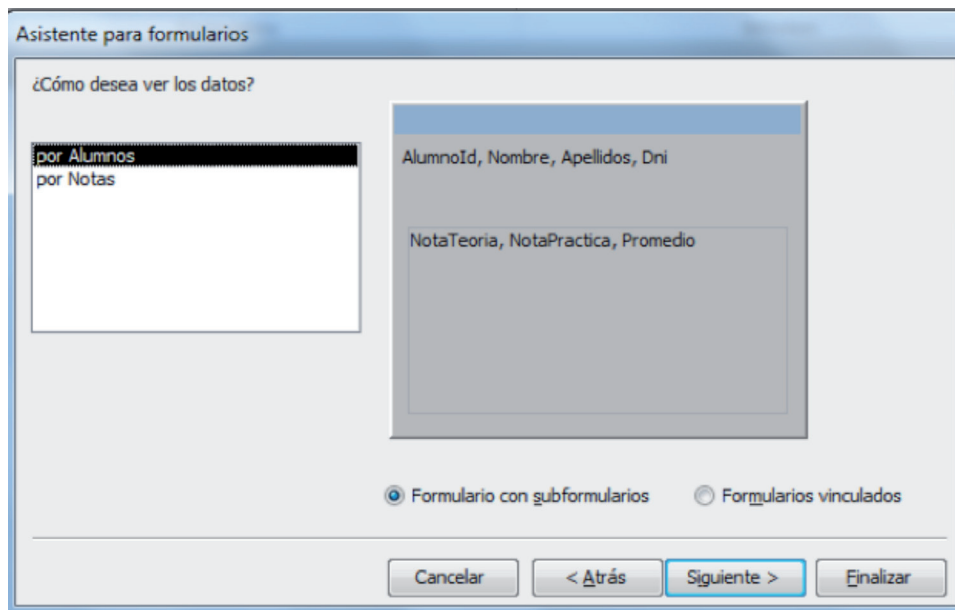 Asistente para formularios
¿Cómo desea ver los datos?
por Alumnos
por Notas
AlumnoId, Nombre, Apellidos, Dni
NotaTeoria, NotaPractica, Promedio
Formulario con subformularios
Formularios vinculados
Cancelar
< Atrás
Siguiente >
Finalizar